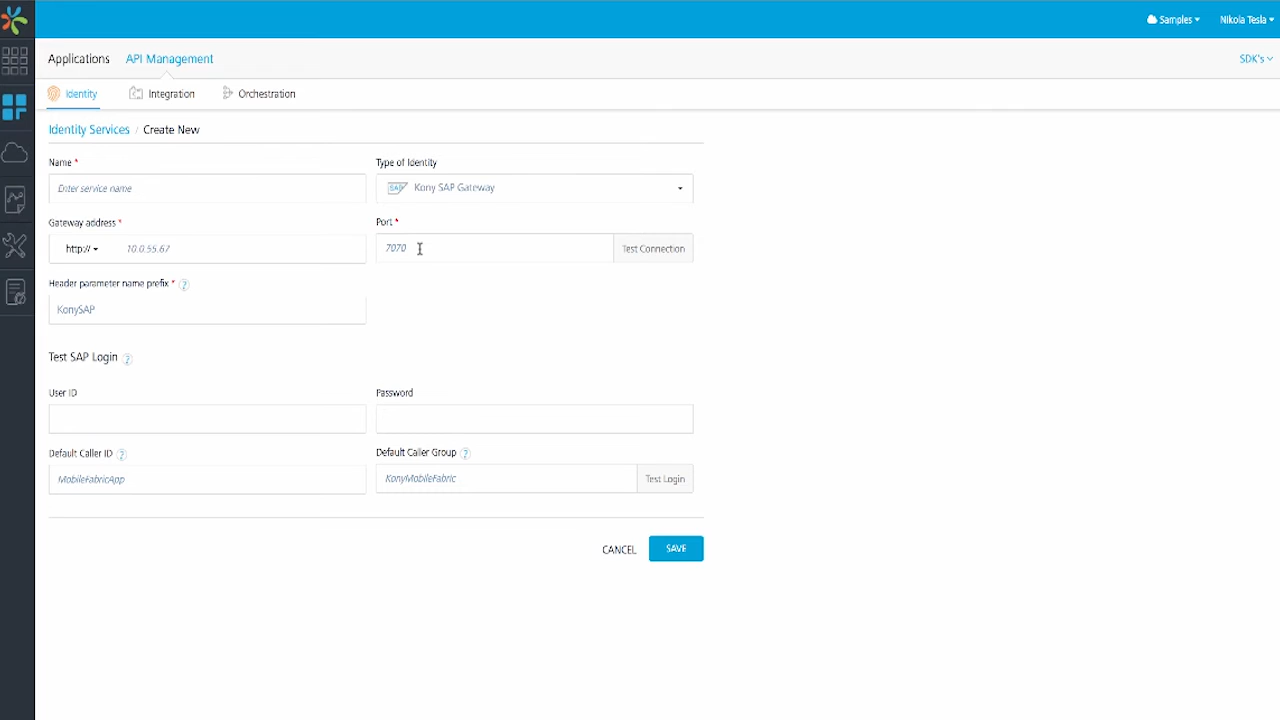 Samples Nikola Tesla
Applications API Management SDK's
Identity Integration Orchestration
Identity Services / Create New
Name * Type of Identity
Enter service name SAP Kony SAP Gateway
Gateway address * Port *
http:// 10.0.55.67 7070 Test Connection
Header parameter name prefix * ?
KonySAP
Test SAP Login ?
User ID Password
Default Caller ID ? Default Caller Group ?
MobileFabricApp KonyMobileFabric Test Login
CANCEL SAVE